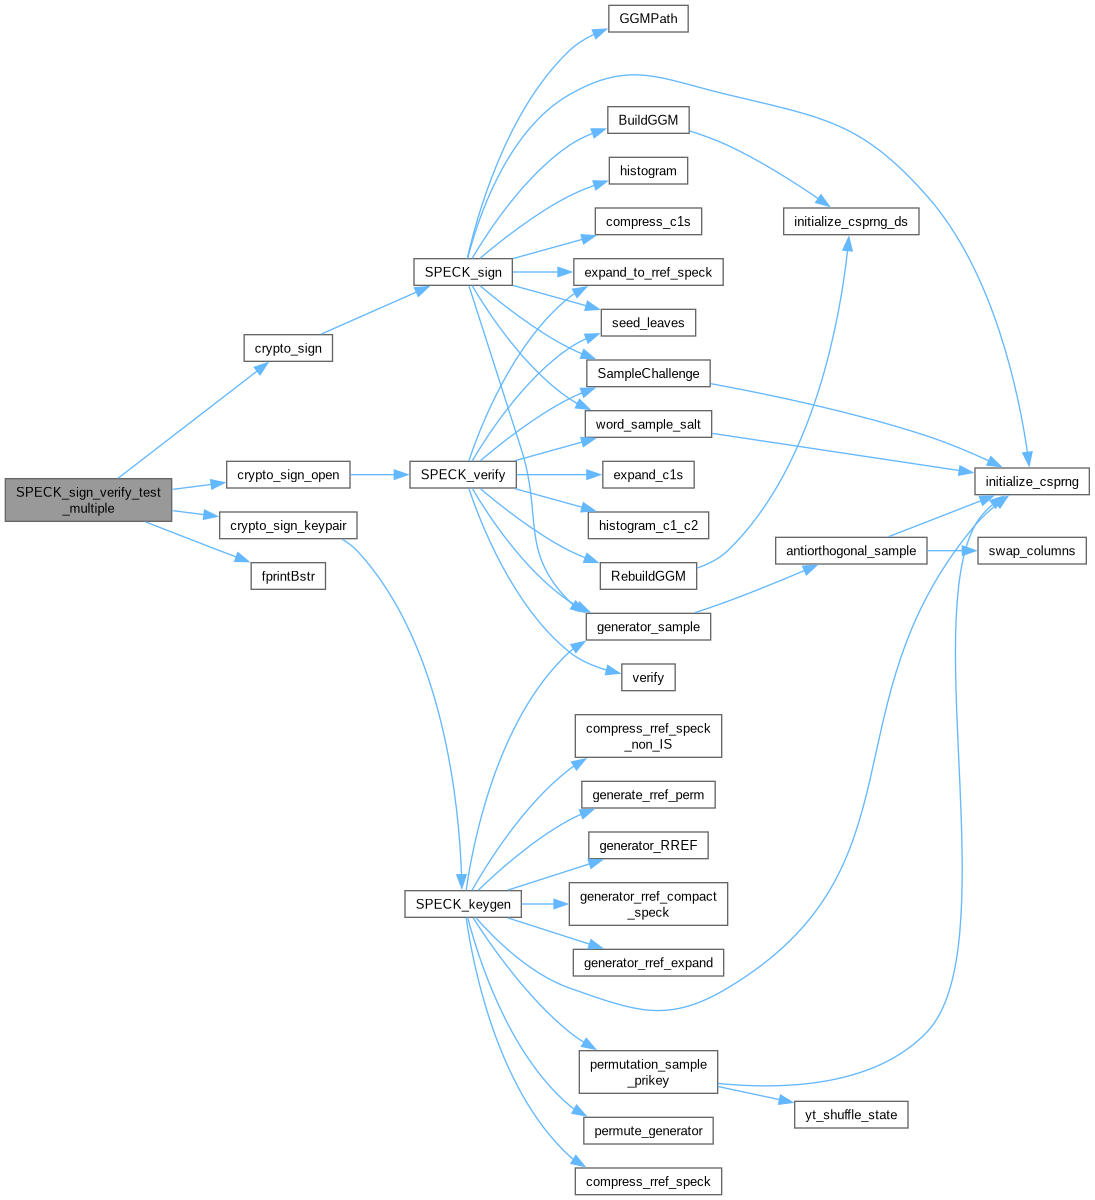 GGMPath
BuildGGM
histogram
initialize_csprng_ds
compress_c1s
SPECK_sign
expand_to_rref_speck
seed_leaves
crypto_sign
SampleChallenge
word_sample_salt
crypto_sign_open
SPECK_verify
expand_c1s
initialize_csprng
SPECK_sign_verify_test
_multiple
crypto_sign_keypair
histogram_c1_c2
antiorthogonal_sample
swap_columns
fprintBstr
RebuildGGM
generator_sample
verify
compress_rref_speck
_non_IS
generate_rref_perm
generator_RREF
SPECK_keygen
generator_rref_compact
_speck
generator_rref_expand
permutation_sample
_prikey
yt_shuffle_state
permute_generator
compress_rref_speck